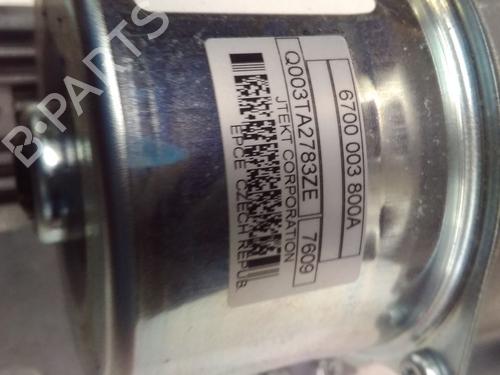 6700 003 800A
Q003TA2783ZE 7609
JTEKT CORPORATION
EPCE CZECH REPUB.
B-PARTS